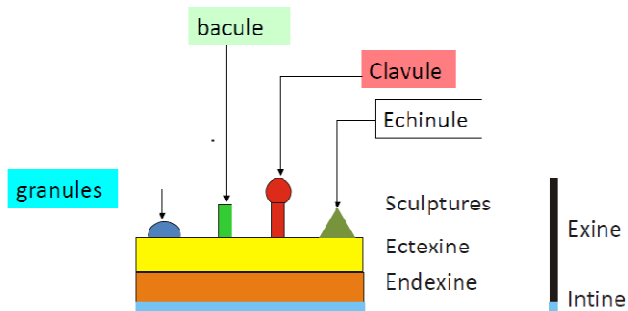 bacule
Clavule
Echinule
granules
Sculptures
Ectexine
Exine
Endexine
Intine